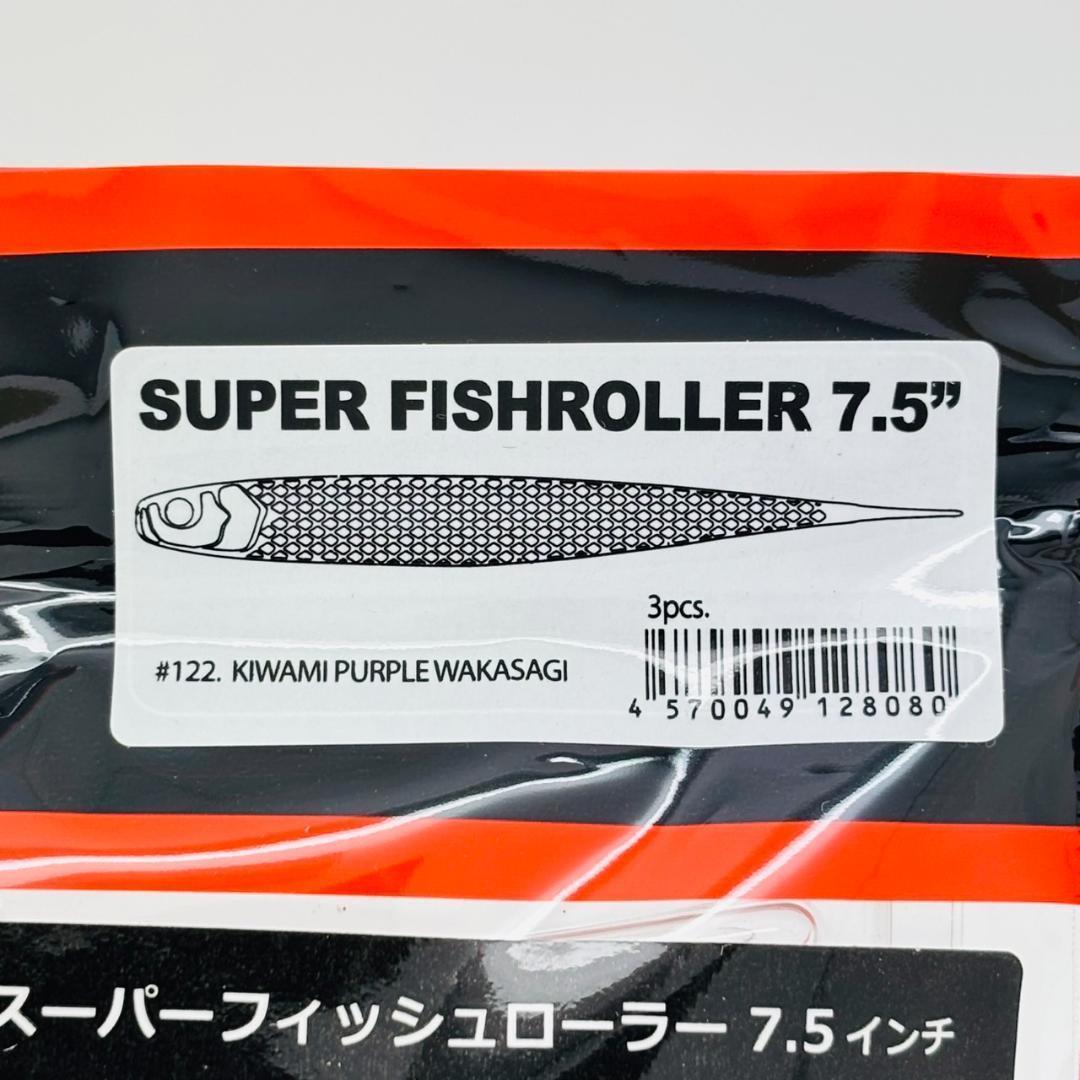 SUPER FISHROLLER 7.5”
3pcs.
#122. KIWAMI PURPLE WAKASAGI
4 570049 128080
スーパーフィッシュローラー 7.5インチ